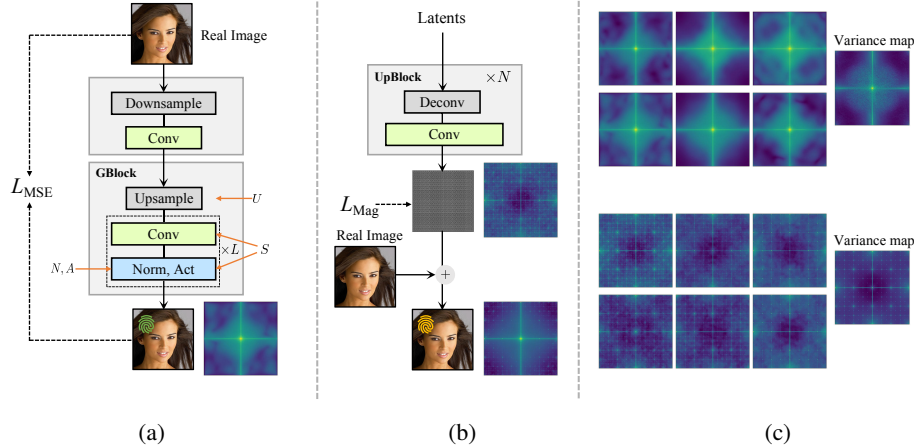 Real Image
Downsample
Conv
GBlock
Upsample
U
Conv
×L
S
Norm, Act
N, A
L_MSE
(a)
Latents
UpBlock
×N
Deconv
Conv
L_Mag
Real Image
+
(b)
Variance map
Variance map
(c)